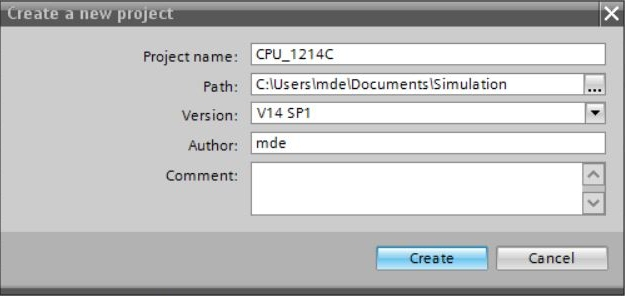 Create a new project
Project name: CPU_1214C
Path: C:\Users\mde\Documents\Simulation ...
Version: V14 SP1
Author: mde
Comment:
Create Cancel